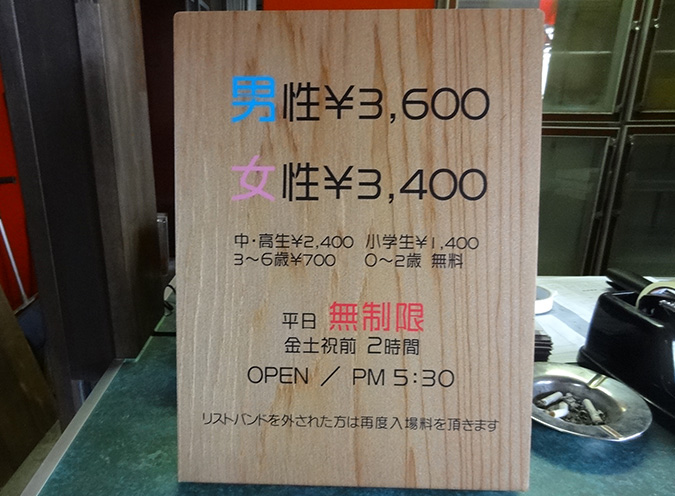 男性¥3,600
女性¥3,400
中・高生¥2,400 小学生¥1,400
3〜6歳¥700 0〜2歳 無料
平日 無制限
金土祝前 2時間
OPEN / PM 5:30
リストバンドを外された方は再度入場料を頂きます